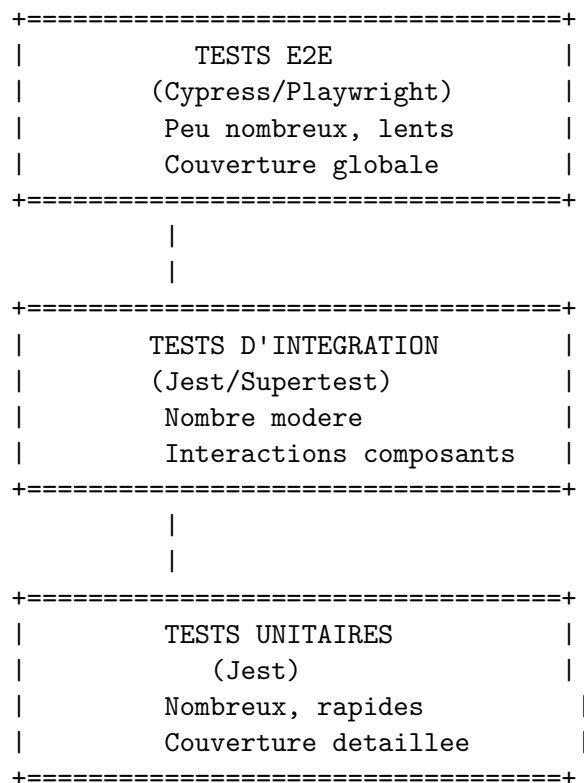 +===================================+
|           TESTS E2E               |
|        (Cypress/Playwright)       |
|         Peu nombreux, lents       |
|         Couverture globale        |
+===================================+
          |
          |
+===================================+
|        TESTS D'INTEGRATION        |
|        (Jest/Supertest)           |
|         Nombre modere             |
|         Interactions composants   |
+===================================+
          |
          |
+===================================+
|         TESTS UNITAIRES           |
|            (Jest)                 |
|         Nombreux, rapides          |
|         Couverture detaillee       |
+===================================+